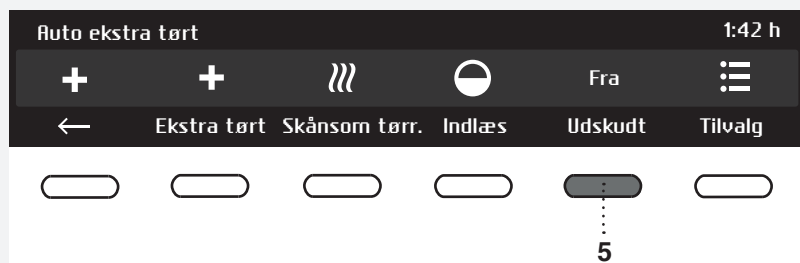 Auto ekstra tørt 1:42 h
Fra
Ekstra tørt Skånsom tørr. Indlæs Udskudt Tilvalg
5